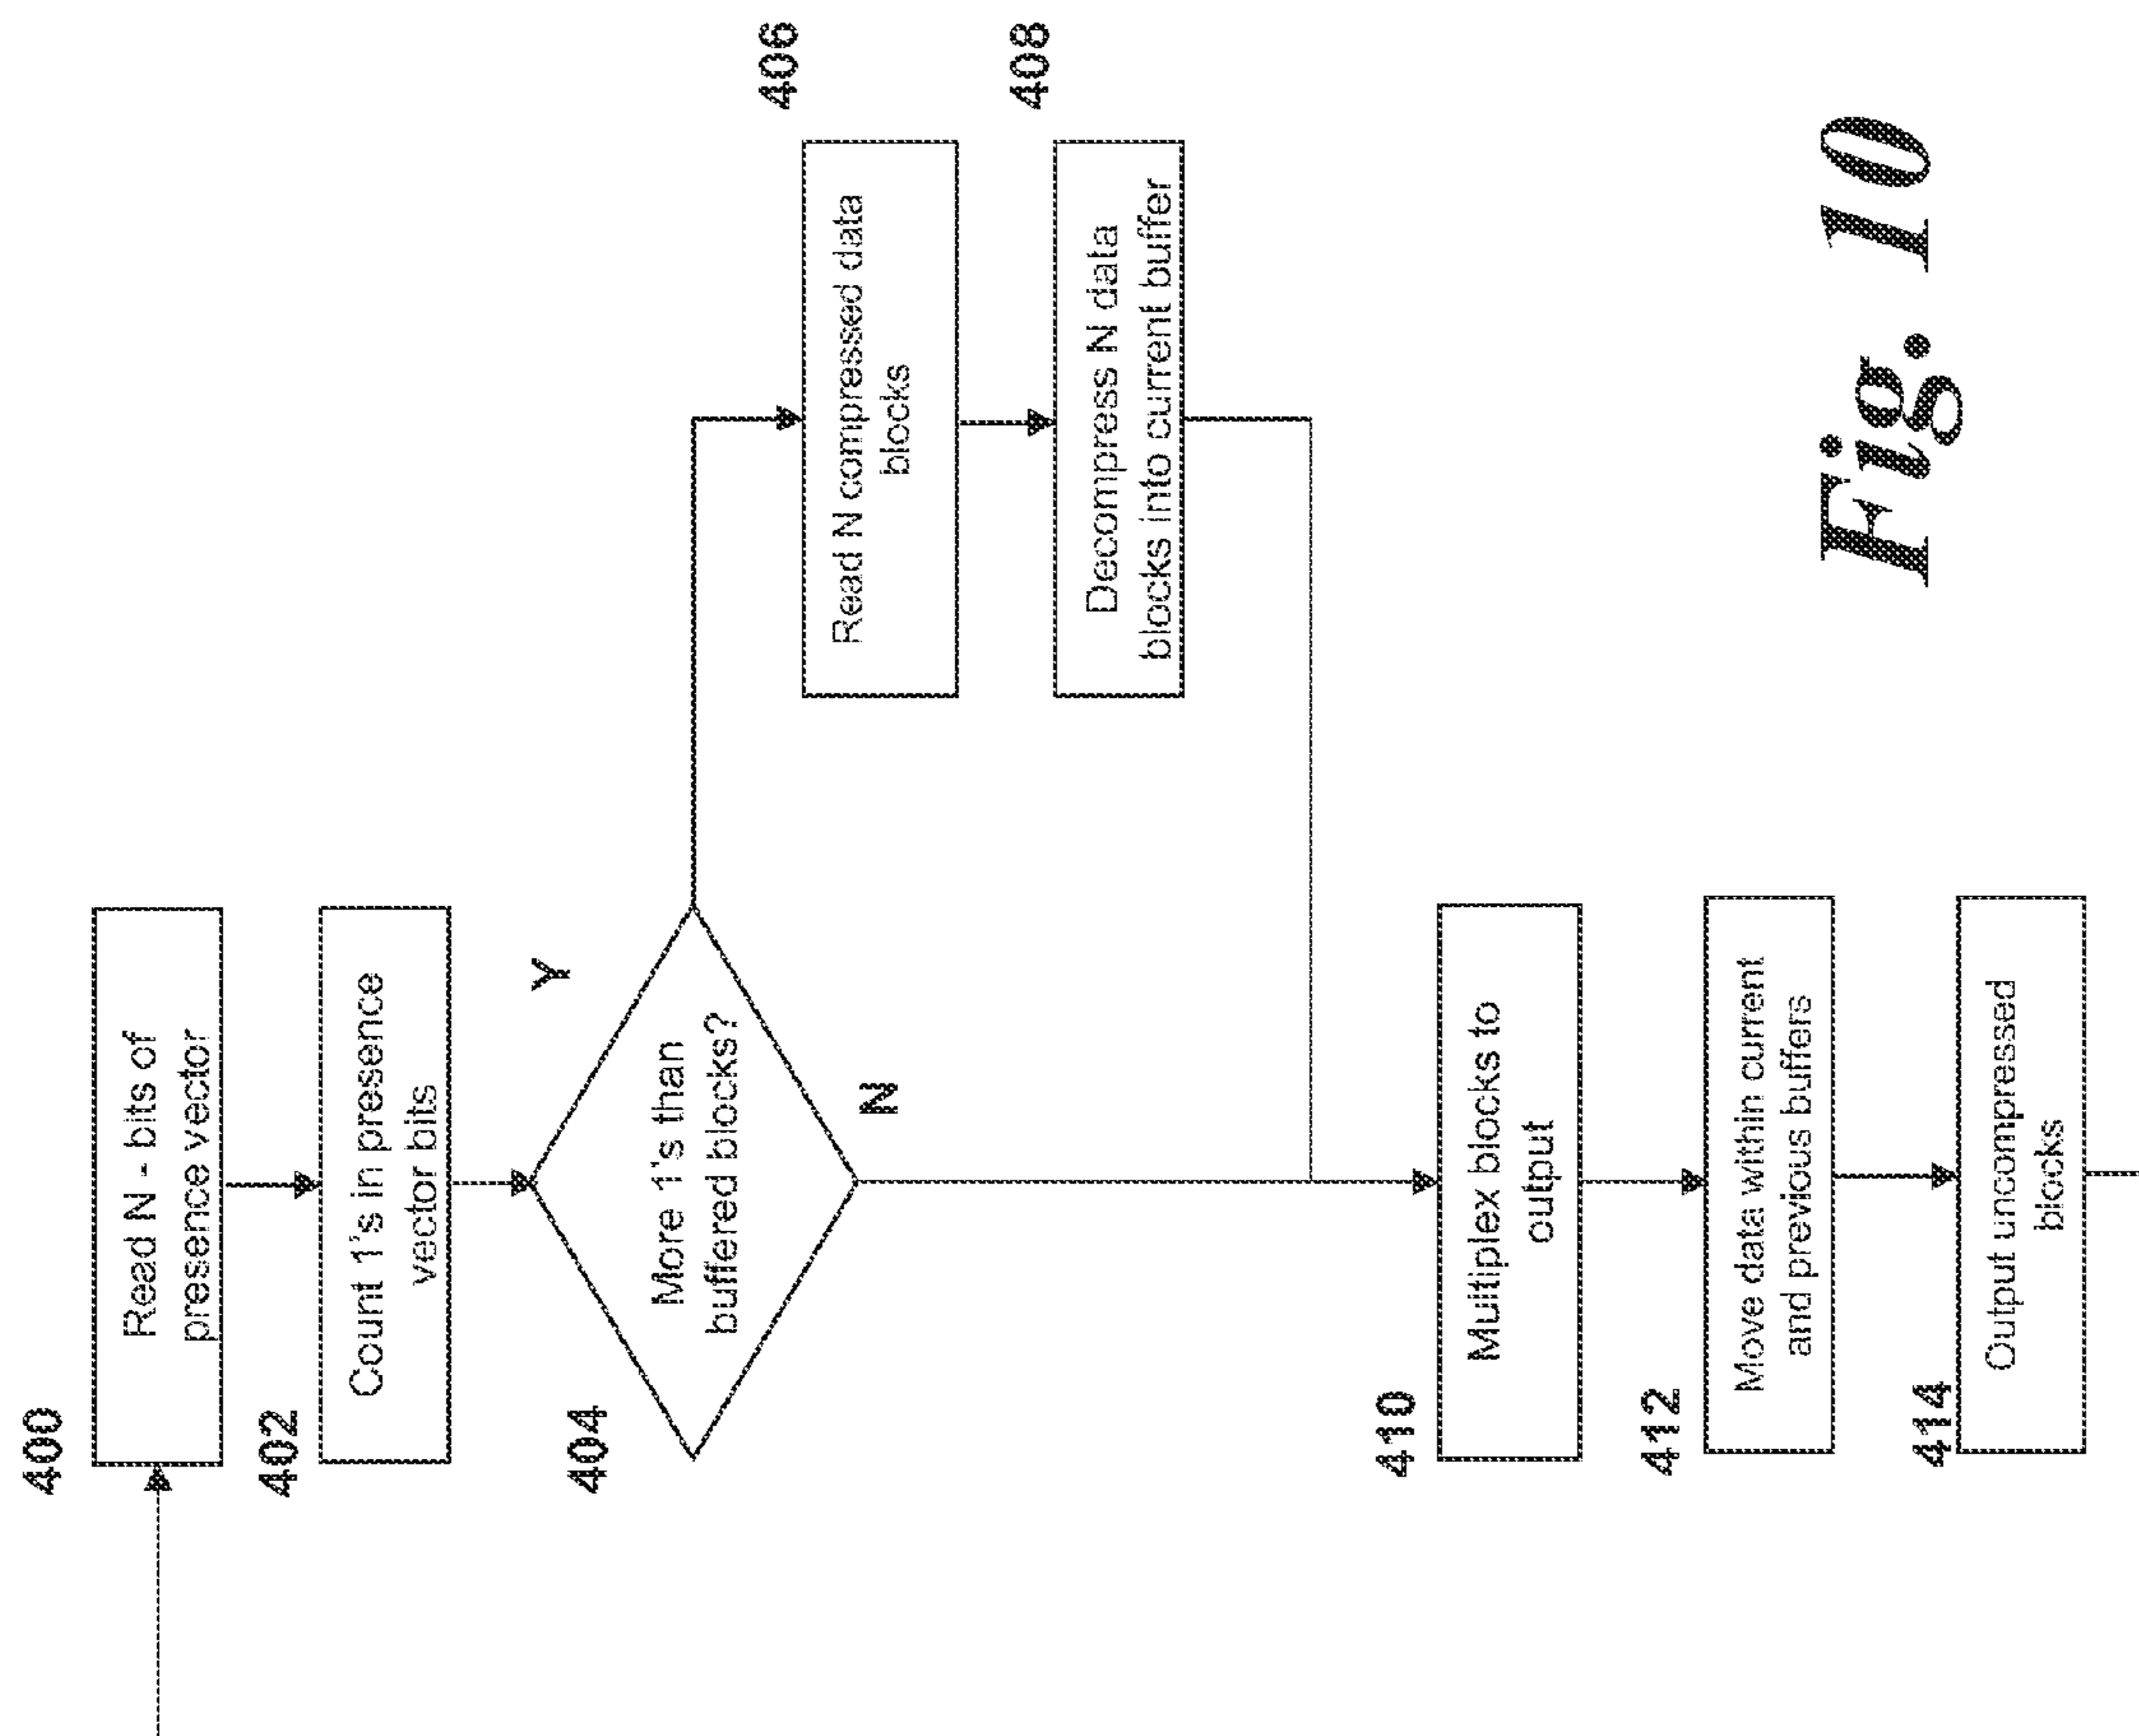 400
Read N - bits of
presence vector
402
Count 1's in presence
vector bits
404
More 1's than
buffered blocks?
Y
N
406
Read N compressed data
blocks
408
Decompress N data
blocks into current buffer
410
Multiplex blocks to
output
412
Move data within current
and previous buffers
414
Output uncompressed
blocks
Fig. 10